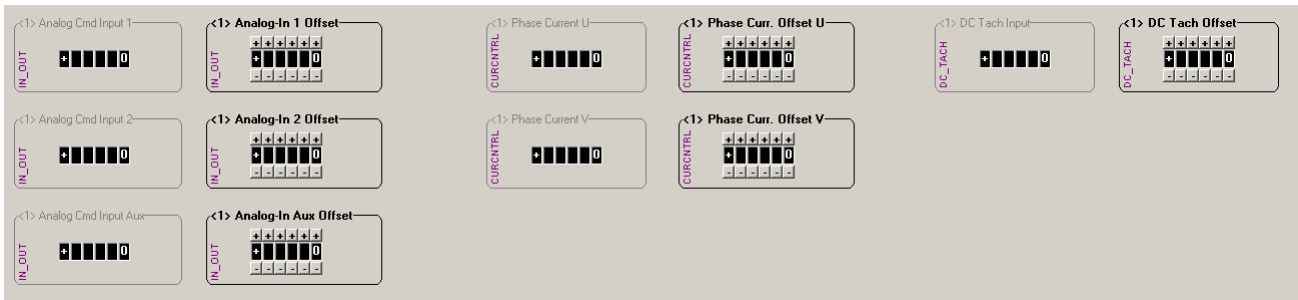 <1> Analog Cmd Input 1
IN_OUT
+ 0
<1> Analog-In 1 Offset
IN_OUT
+ + + + + +
+ 0
- - - - - -
<1> Phase Current U
CURCNTRL
+ 0
<1> Phase Curr. Offset U
CURCNTRL
+ + + + + +
+ 0
- - - - - -
<1> DC Tach Input
DC_TACH
+ 0
<1> DC Tach Offset
DC_TACH
+ + + + + +
+ 0
- - - - - -
<1> Analog Cmd Input 2
IN_OUT
+ 0
<1> Analog-In 2 Offset
IN_OUT
+ + + + + +
+ 0
- - - - - -
<1> Phase Current V
CURCNTRL
+ 0
<1> Phase Curr. Offset V
CURCNTRL
+ + + + + +
+ 0
- - - - - -
<1> Analog Cmd Input Aux
IN_OUT
+ 0
<1> Analog-In Aux Offset
IN_OUT
+ + + + + +
+ 0
- - - - - -